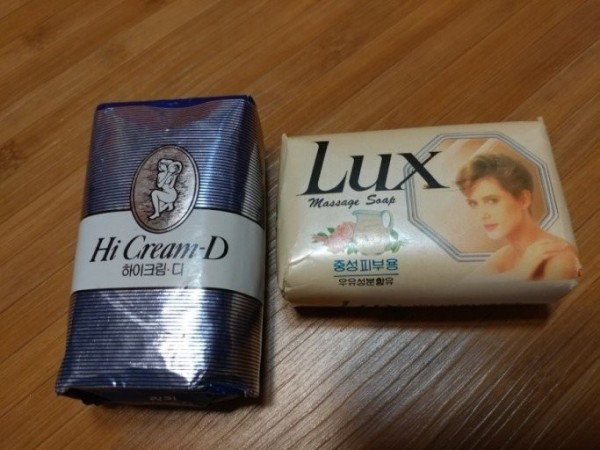 Hi Cream-D
하이크림·디
Lux
Massage Soap
중성피부용
우유성분함유